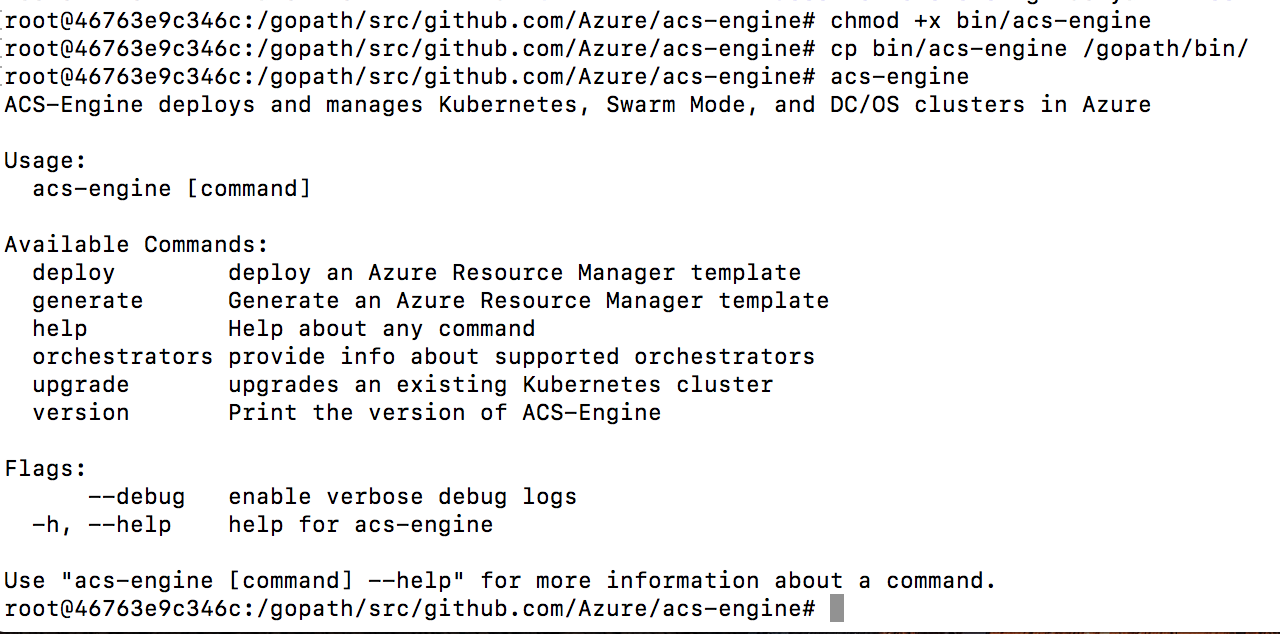 root@46763e9c346c:/gopath/src/github.com/Azure/acs-engine# chmod +x bin/acs-engine
root@46763e9c346c:/gopath/src/github.com/Azure/acs-engine# cp bin/acs-engine /gopath/bin/
root@46763e9c346c:/gopath/src/github.com/Azure/acs-engine# acs-engine
ACS-Engine deploys and manages Kubernetes, Swarm Mode, and DC/OS clusters in Azure

Usage:
  acs-engine [command]

Available Commands:
  deploy        deploy an Azure Resource Manager template
  generate      Generate an Azure Resource Manager template
  help          Help about any command
  orchestrators provide info about supported orchestrators
  upgrade       upgrades an existing Kubernetes cluster
  version       Print the version of ACS-Engine

Flags:
      --debug   enable verbose debug logs
  -h, --help    help for acs-engine

Use "acs-engine [command] --help" for more information about a command.
root@46763e9c346c:/gopath/src/github.com/Azure/acs-engine#